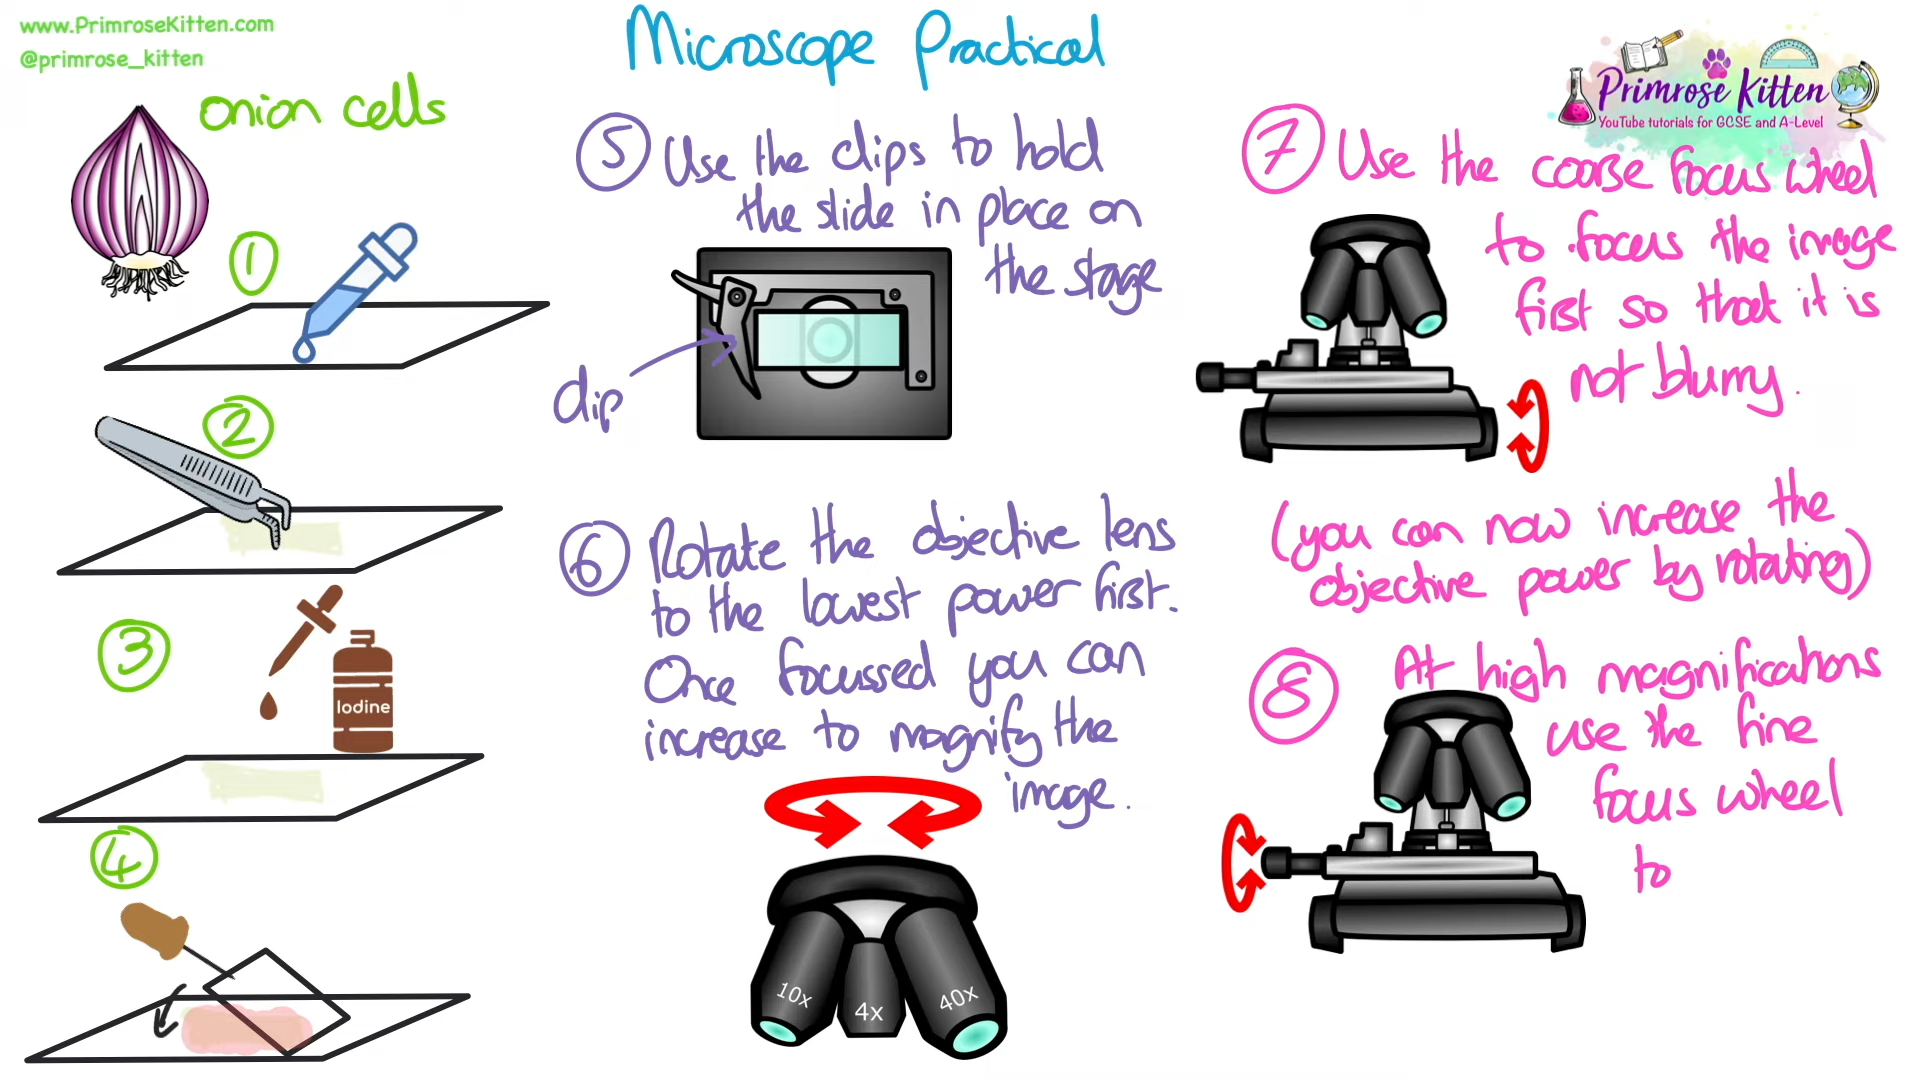 www.PrimroseKitten.com
@primrose_kitten
Microscope Practical
Primrose Kitten
YouTube tutorials for GCSE and A-Level
onion cells
1
2
3
Iodine
4
5 Use the clips to hold
the slide in place on
the stage
clip
6 Rotate the objective lens
to the lowest power first.
Once focussed you can
increase to magnify the
image.
10x
4x
40x
7 Use the coarse focus wheel
to focus the image
first so that it is
not blurry.
(you can now increase the
objective power by rotating)
8 At high magnifications
use the fine
focus wheel
to